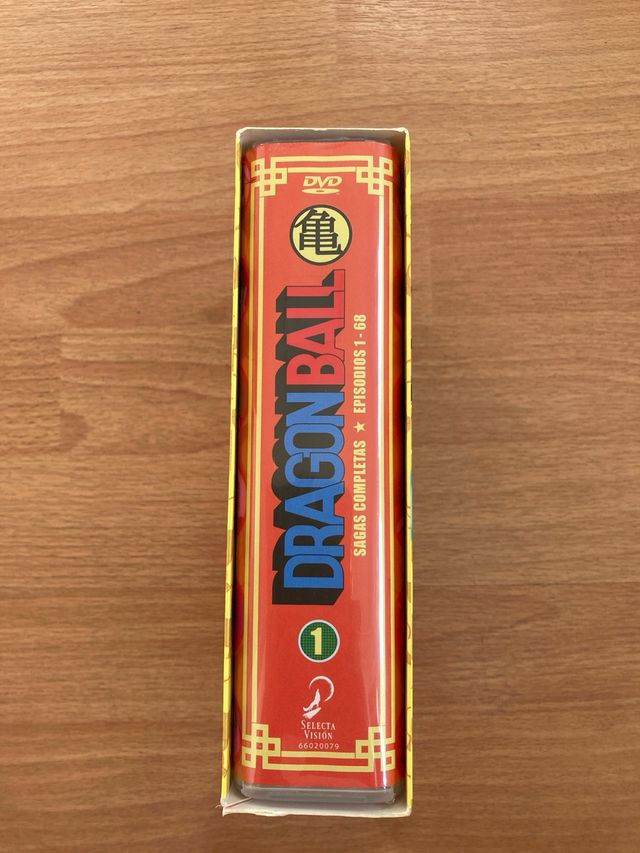 DVD
亀
DRAGONBALL
SAGAS COMPLETAS ★ EPISODIOS 1 - 68
1
SELECTA
VISIÓN
66020079